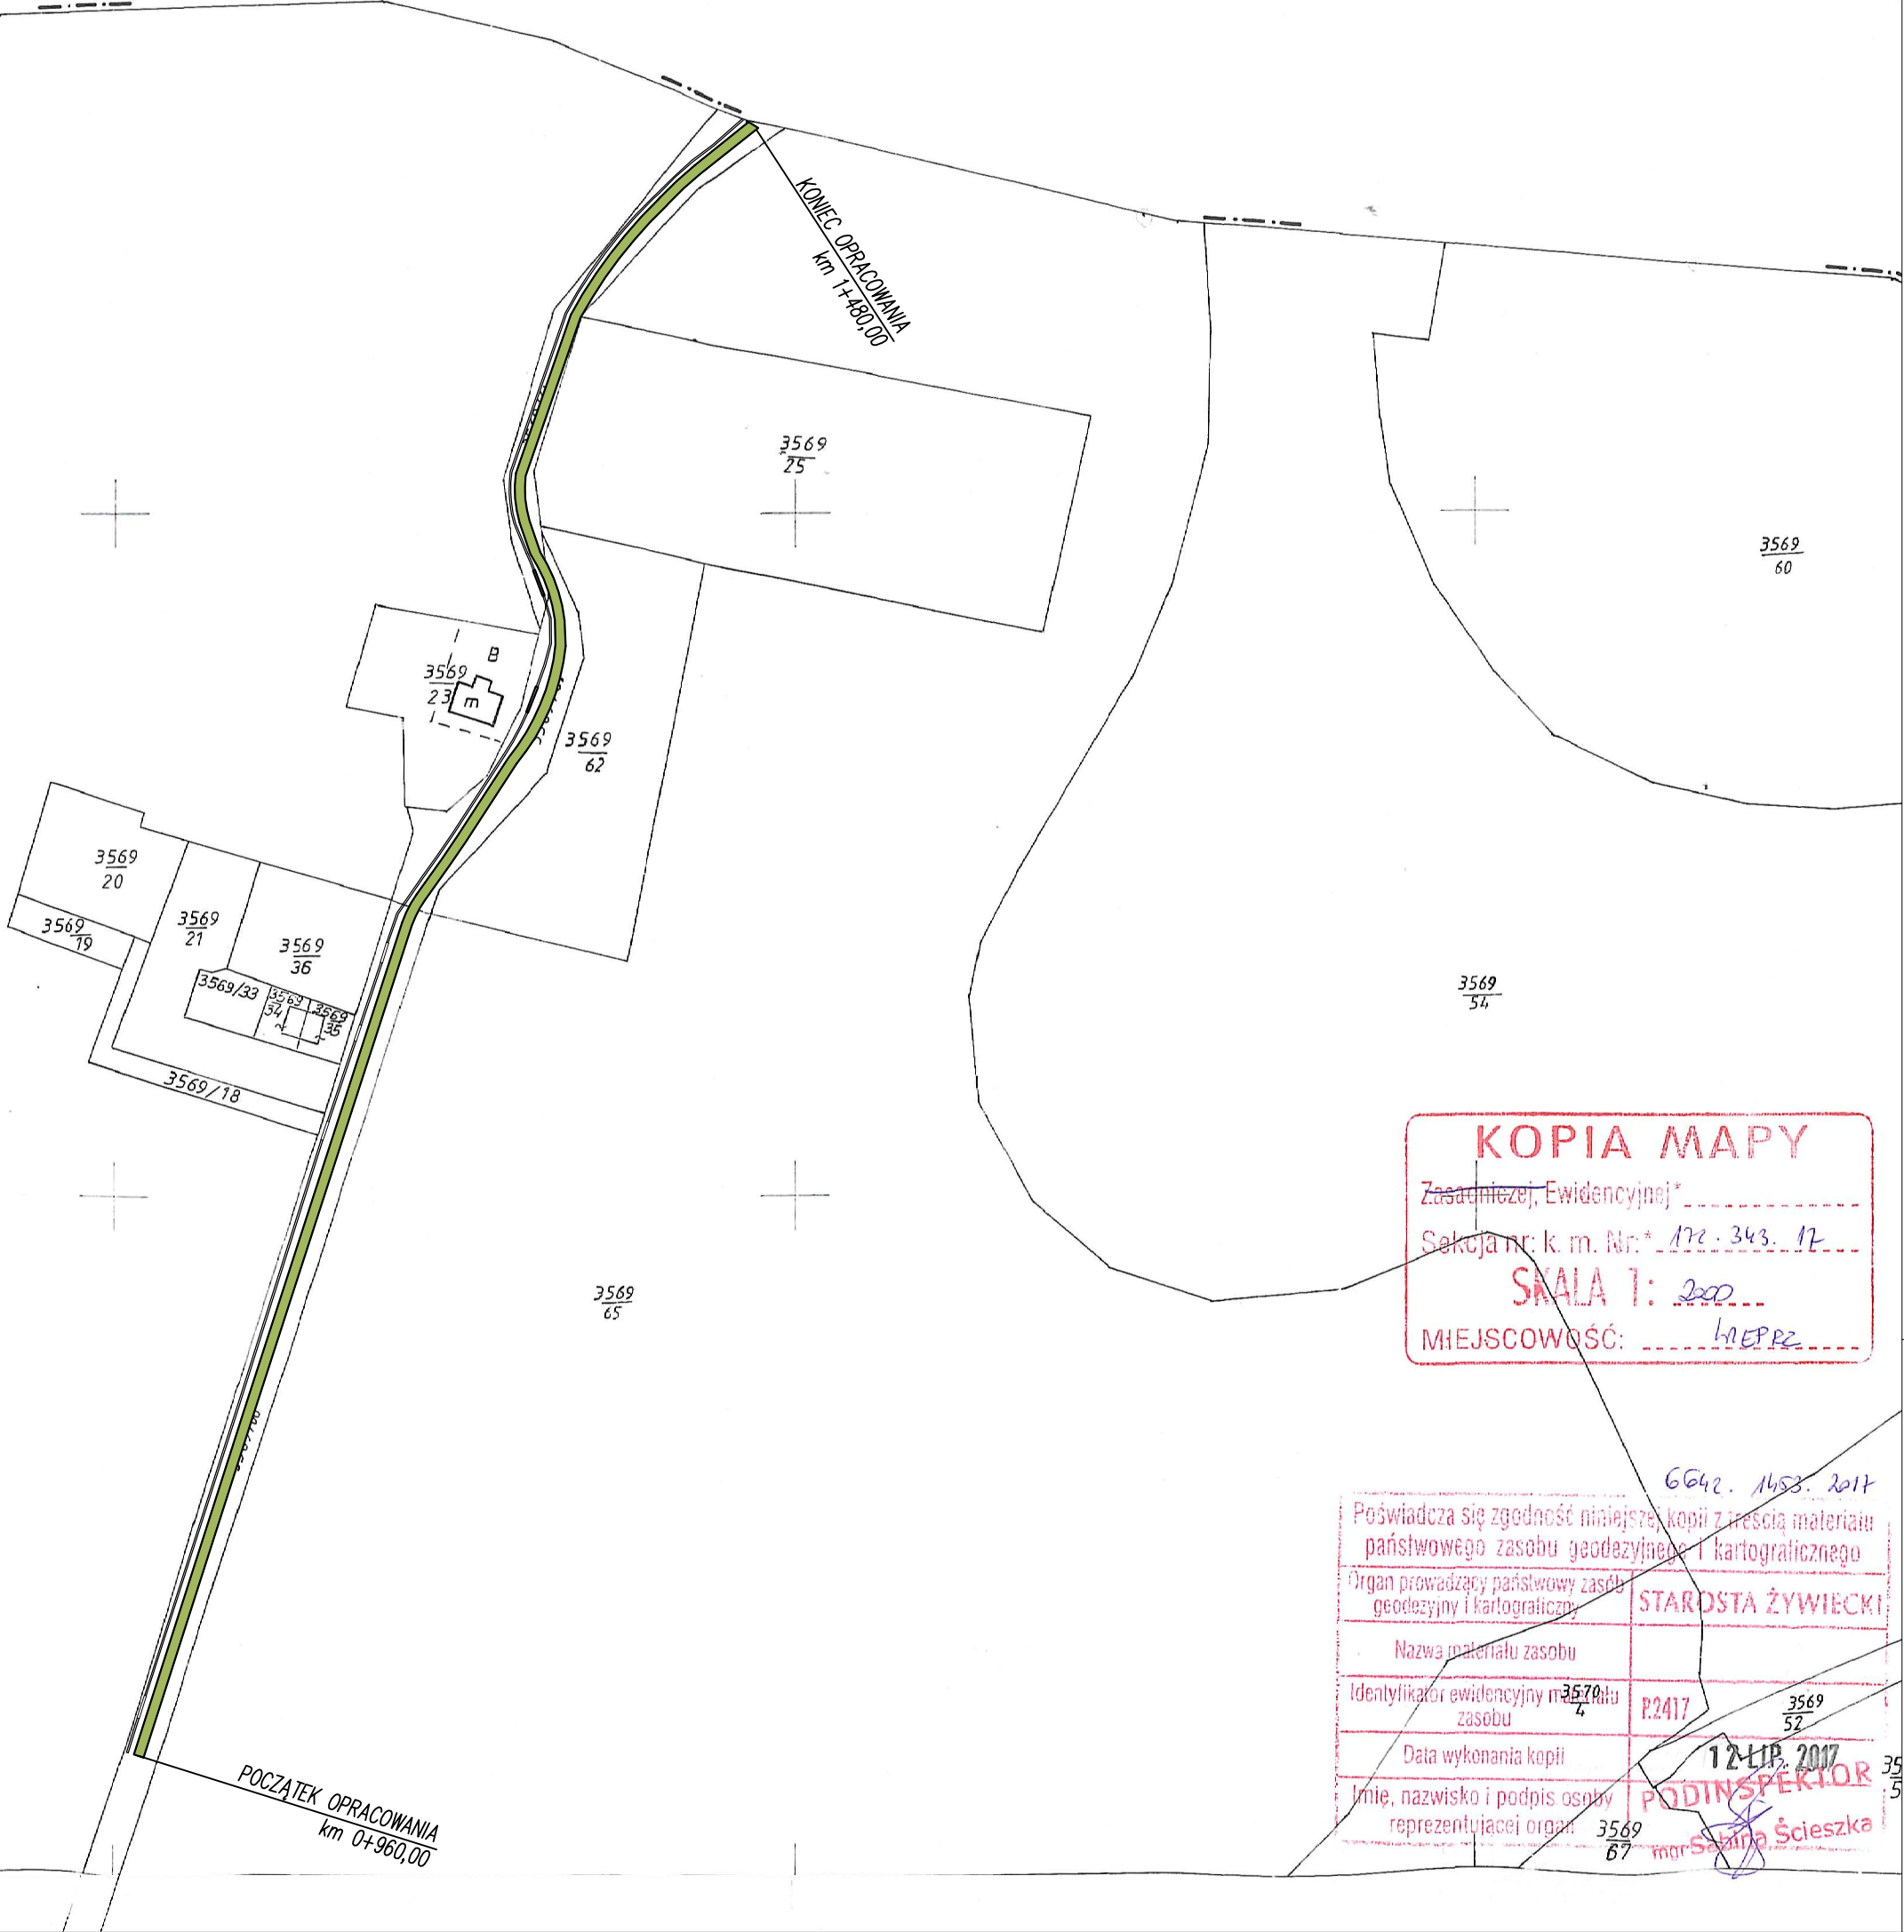 KONIEC OPRACOWANIA
km 1+480,00
3569
25
3569
60
B
3569
23
m
3569
62
3569
20
3569
19
3569
21
3569
36
3569/33
3569
34
3569
35
3569/18
3569
54
3569
65
KOPIA MAPY
Zasadniczej, Ewidencyjnej*
Sekcja nr: k. m. Nr:* 172.343.17
SKALA 1: 2000
MIEJSCOWOŚĆ:
6642. 1453. 2017
Poświadcza się zgodność niniejszej kopii z treścią materiału
państwowego zasobu geodezyjnego i kartograficznego
Organ prowadzący państwowy zasób
geodezyjny i kartograficzny
STAROSTA ŻYWIECKI
Nazwa materiału zasobu
Identyfikator ewidencyjny materiału
zasobu
P.2417
3570
4
3569
52
Data wykonania kopii
12 LIP. 2017
35
5
Imię, nazwisko i podpis osoby
reprezentującej organ
PODINSPEKTOR
mgr Sabina Ścieszka
3569
67
POCZĄTEK OPRACOWANIA
km 0+960,00